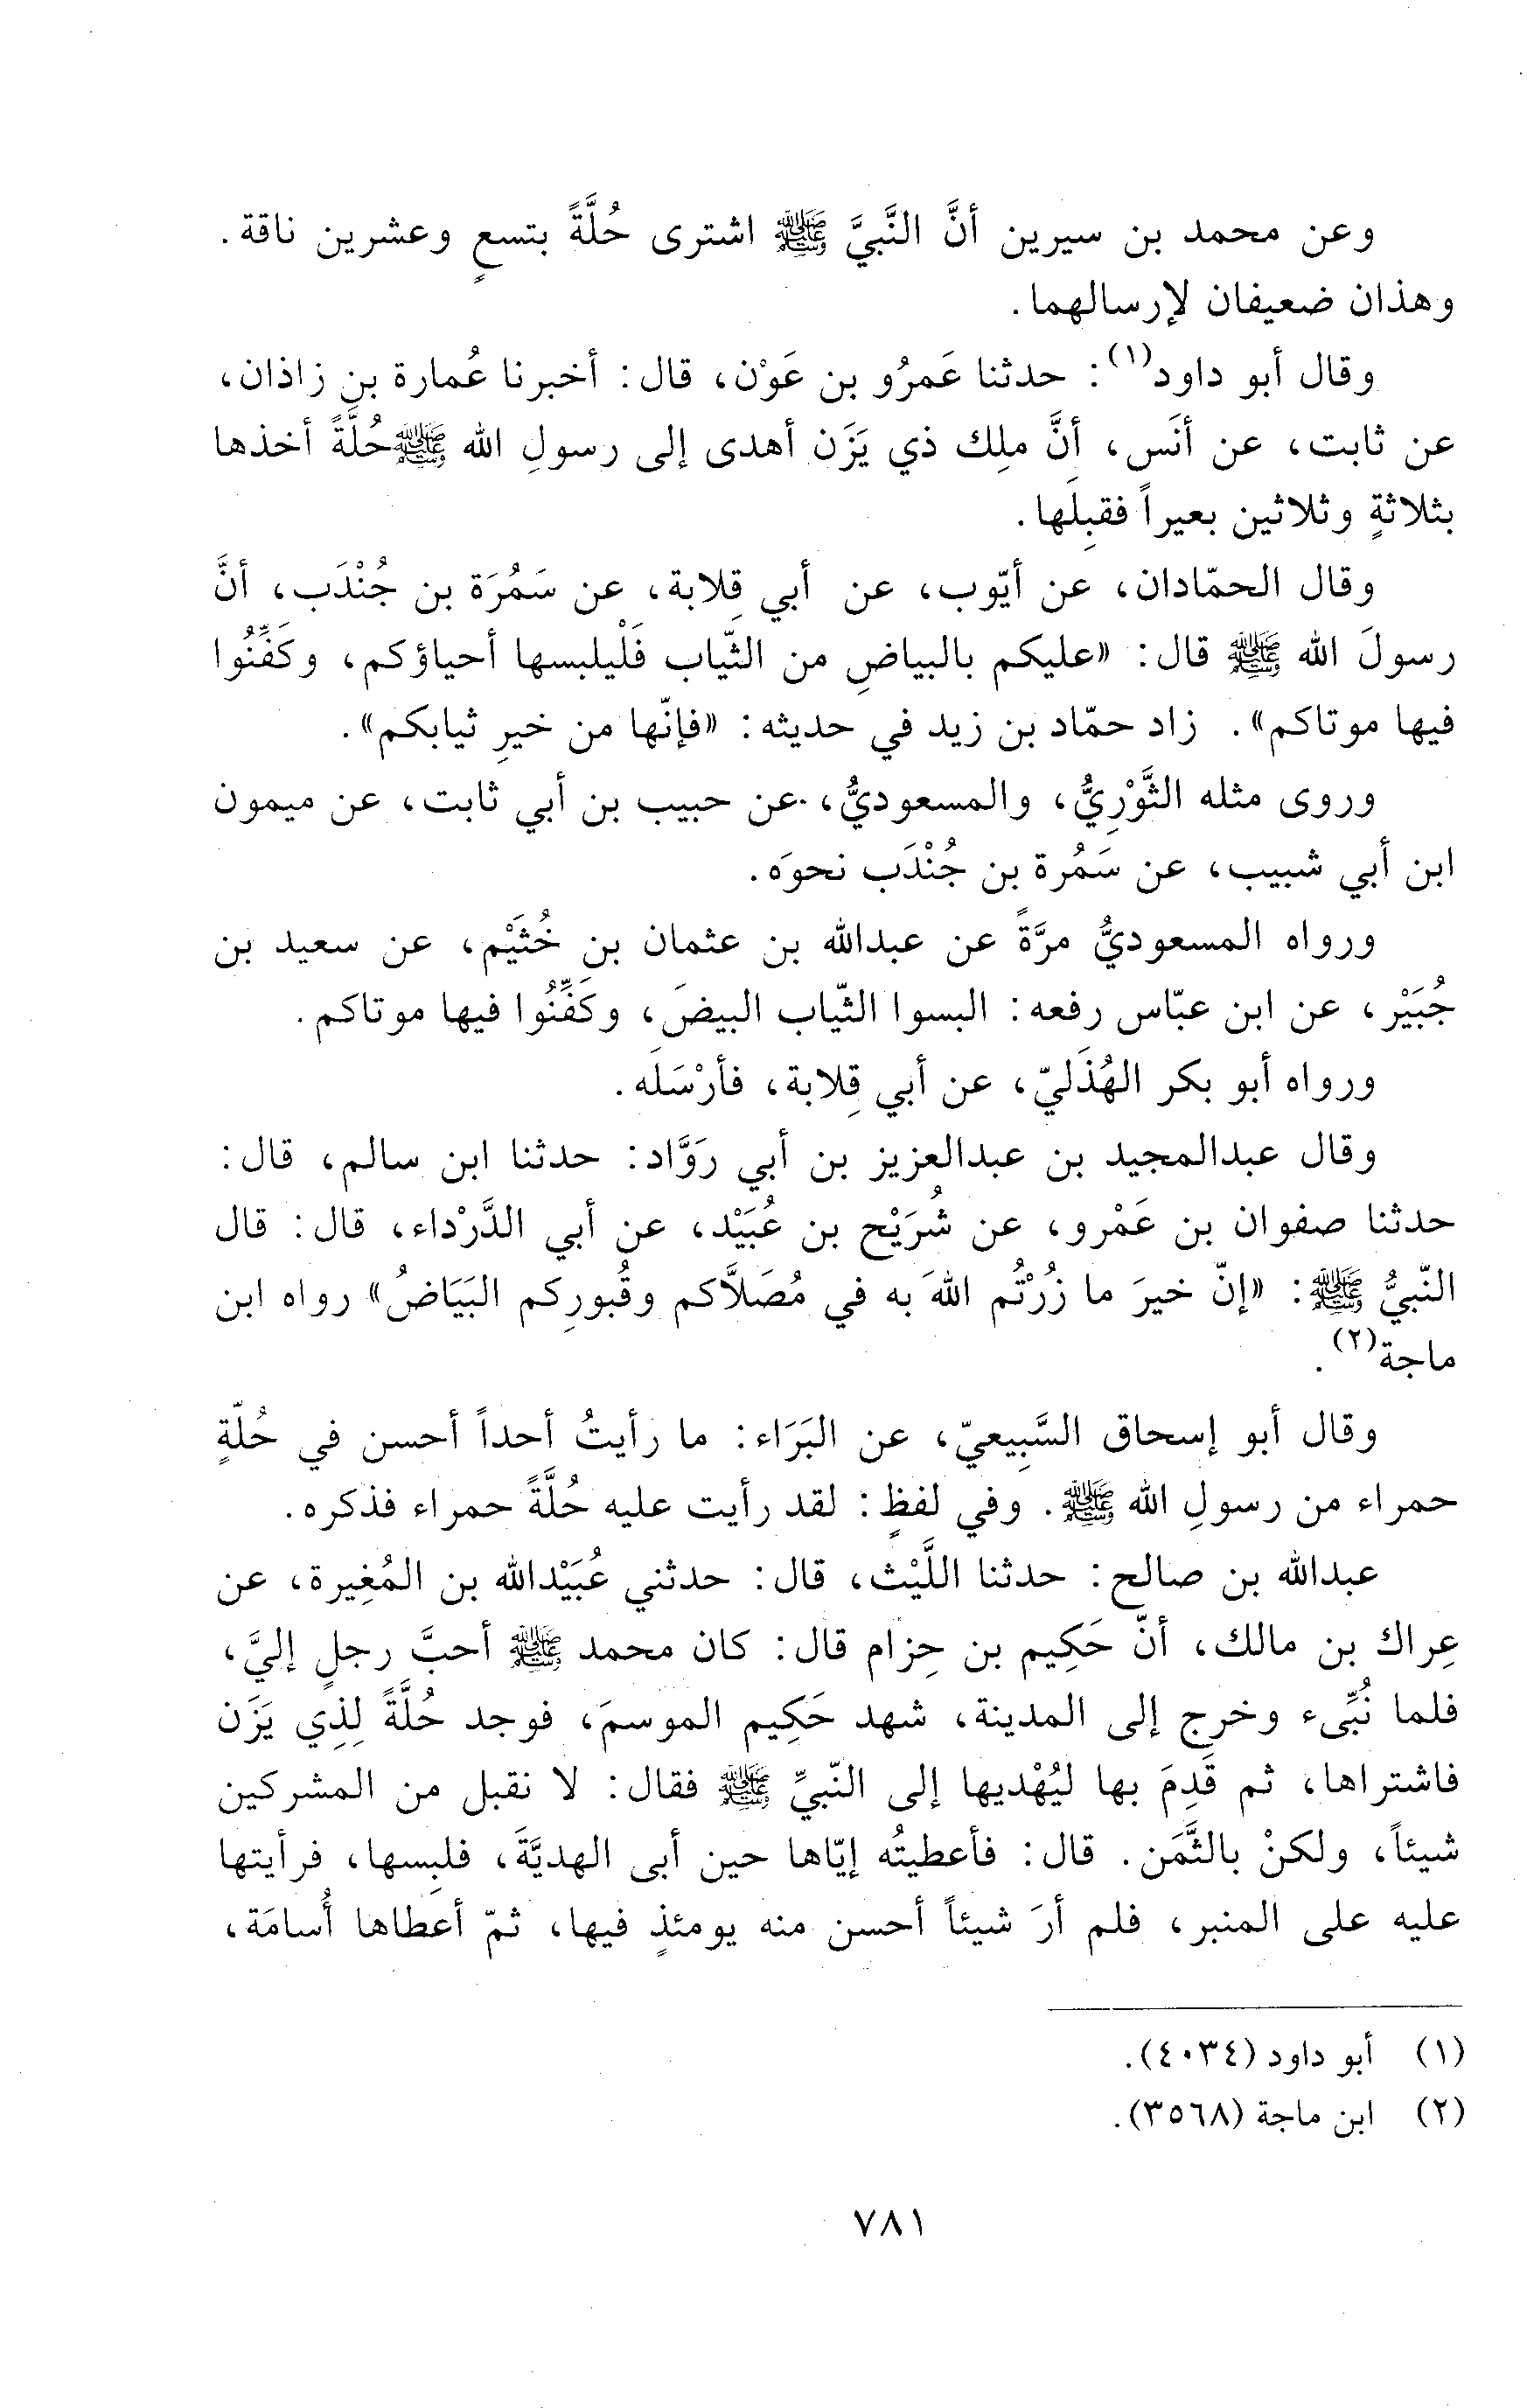 وعن محمد بن سيرين أنَّ النَّبيَّ ﷺ اشترى حُلَّةً بتسعٍ وعشرين ناقة.
وهذان ضعيفان لإرسالهما.
وقال أبو داود(١): حدثنا عَمرُو بن عَوْن، قال: أخبرنا عُمارة بن زاذان،
عن ثابت، عن أنَس، أنَّ ملِك ذي يَزَن أهدى إلى رسولِ الله ﷺ حُلَّةً أخذها
بثلاثةٍ وثلاثين بعيراً فقبِلَها.
وقال الحمّادان، عن أيّوب، عن أبي قِلابة، عن سَمُرَة بن جُنْدَب، أنَّ
رسولَ الله ﷺ قال: «عليكم بالبياضِ من الثّياب فَلْيلبسها أحياؤكم، وكَفِّنُوا
فيها موتاكم». زاد حمّاد بن زيد في حديثه: «فإنّها من خيرِ ثيابكم».
وروى مثله الثَّوْرِيُّ، والمسعوديُّ، عن حبيب بن أبي ثابت، عن ميمون
ابن أبي شبيب، عن سَمُرة بن جُنْدَب نحوَه.
ورواه المسعوديُّ مرَّةً عن عبدالله بن عثمان بن خُثَيْم، عن سعيد بن
جُبَيْر، عن ابن عبّاس رفعه: البسوا الثّياب البيضَ، وكَفِّنُوا فيها موتاكم.
ورواه أبو بكر الهُذَليّ، عن أبي قِلابة، فأرْسَلَه.
وقال عبدالمجيد بن عبدالعزيز بن أبي رَوَّاد: حدثنا ابن سالم، قال:
حدثنا صفوان بن عَمْرو، عن شُرَيْح بن عُبَيْد، عن أبي الدَّرْداء، قال: قال
النّبيُّ ﷺ: «إنّ خيرَ ما زُرْتُم اللهَ به في مُصَلاَّكم وقُبورِكم البَيَاضُ» رواه ابن
ماجة(٢).
وقال أبو إسحاق السَّبِيعيّ، عن البَرَاء: ما رأيتُ أحداً أحسن في حُلّةٍ
حمراء من رسولِ الله ﷺ. وفي لفظٍ: لقد رأيت عليه حُلَّةً حمراء فذكره.
عبدالله بن صالح: حدثنا اللَّيْث، قال: حدثني عُبَيْدالله بن المُغِيرة، عن
عِراك بن مالك، أنّ حَكِيم بن حِزام قال: كان محمد ﷺ أحبَّ رجلٍ إليَّ،
فلما نُبِّىء وخرج إلى المدينة، شهد حَكِيم الموسمَ، فوجد حُلَّةً لِذِي يَزَن
فاشتراها، ثم قَدِمَ بها ليُهْديها إلى النّبيِّ ﷺ فقال: لا نقبل من المشركين
شيئاً، ولكنْ بالثَّمَن. قال: فأعطيتُه إيّاها حين أبى الهديَّةَ، فلبِسها، فرأيتها
عليه على المنبر، فلم أرَ شيئاً أحسن منه يومئذٍ فيها، ثمّ أعطاها أُسامَة،
(١) أبو داود (٤٠٣٤).
(٢) ابن ماجة (٣٥٦٨).
٧٨١